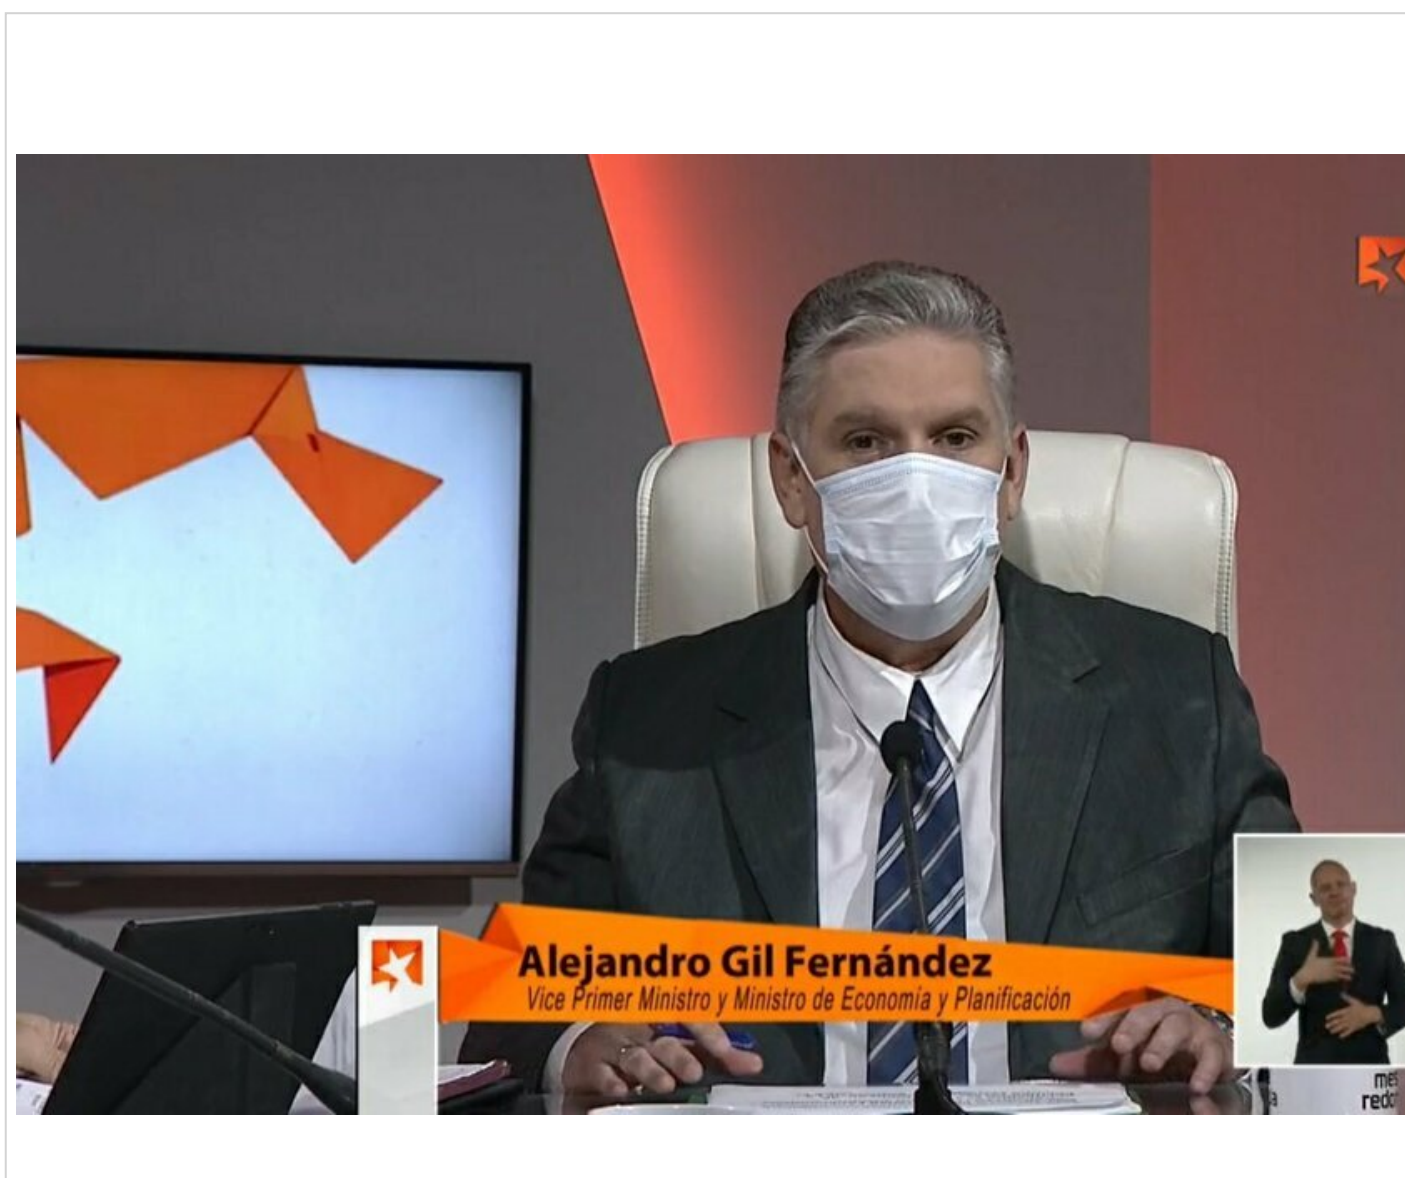 Alejandro Gil Fernández
Vice Primer Ministro y Ministro de Economía y Planificación